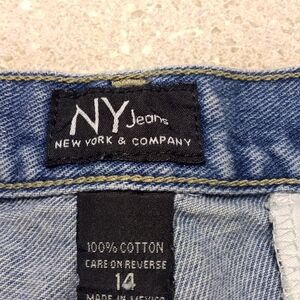 NY Jeans
NEW YORK & COMPANY
100% COTTON
CARE ON REVERSE
14
MADE IN MEXICO